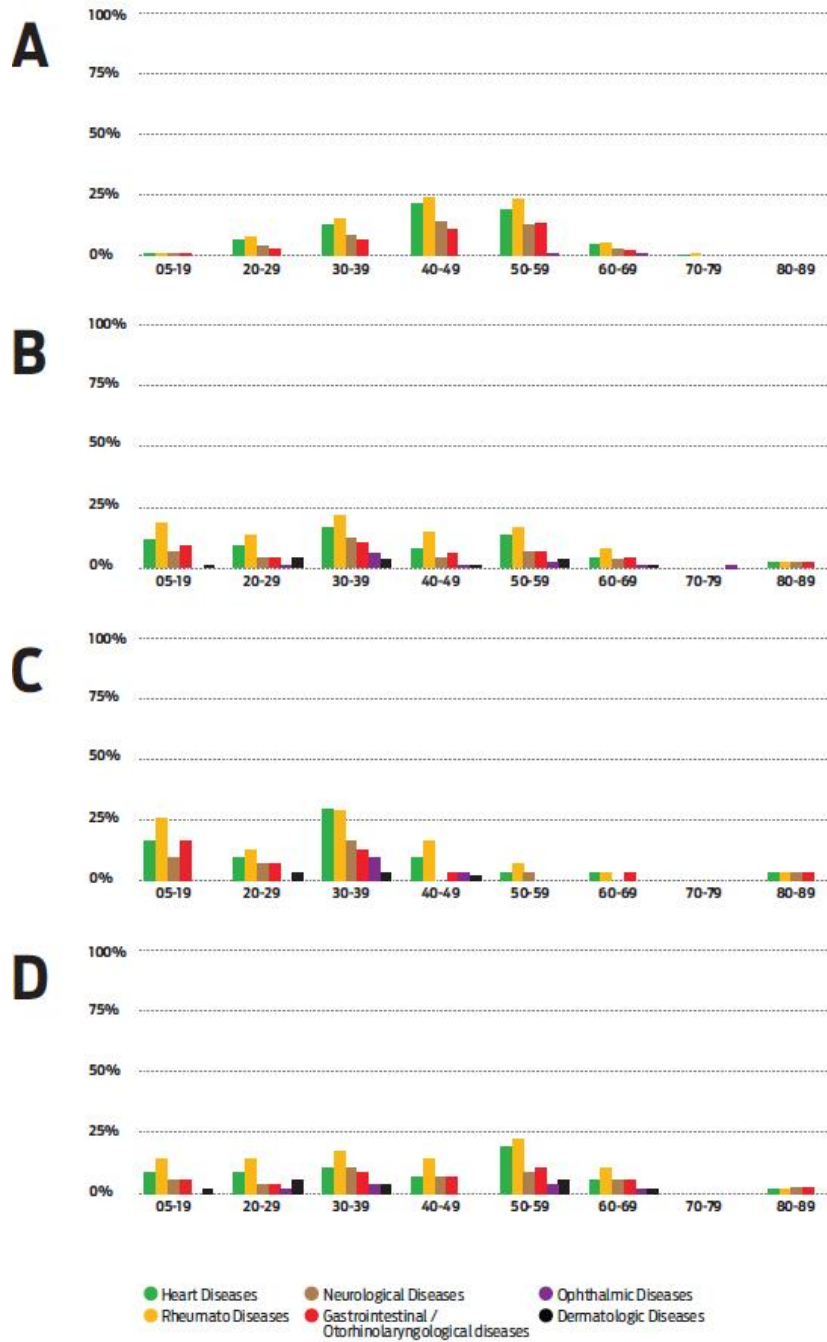 A
100%
75%
50%
25%
0%
05-19 20-29 30-39 40-49 50-59 60-69 70-79 80-89
B
100%
75%
50%
25%
0%
05-19 20-29 30-39 40-49 50-59 60-69 70-79 80-89
C
100%
75%
50%
25%
0%
05-19 20-29 30-39 40-49 50-59 60-69 70-79 80-89
D
100%
75%
50%
25%
0%
05-19 20-29 30-39 40-49 50-59 60-69 70-79 80-89
Heart Diseases Neurological Diseases Ophthalmic Diseases
Rheumato Diseases Gastrointestinal / Dermatologic Diseases
Otorhinolaryngological diseases